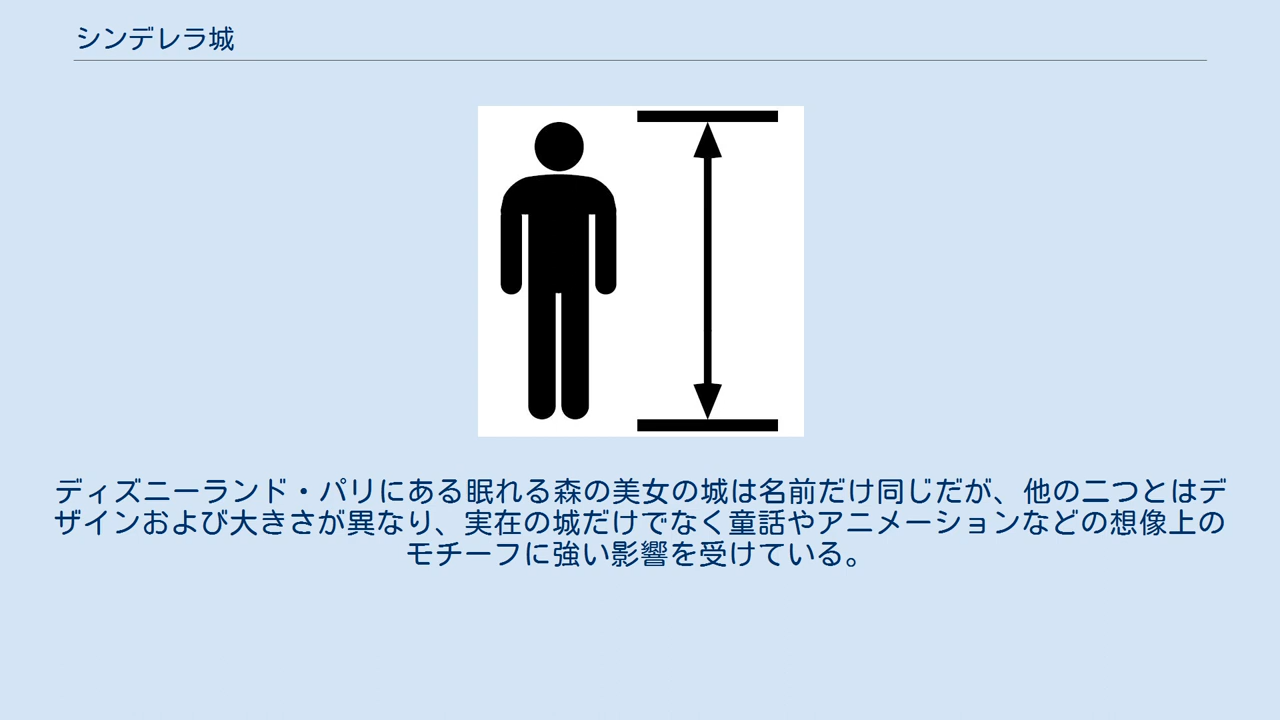 シンデレラ城
ディズニーランド・パリにある眠れる森の美女の城は名前だけ同じだが、他の二つとはデ
ザインおよび大きさが異なり、実在の城だけでなく童話やアニメーションなどの想像上の
モチーフに強い影響を受けている。